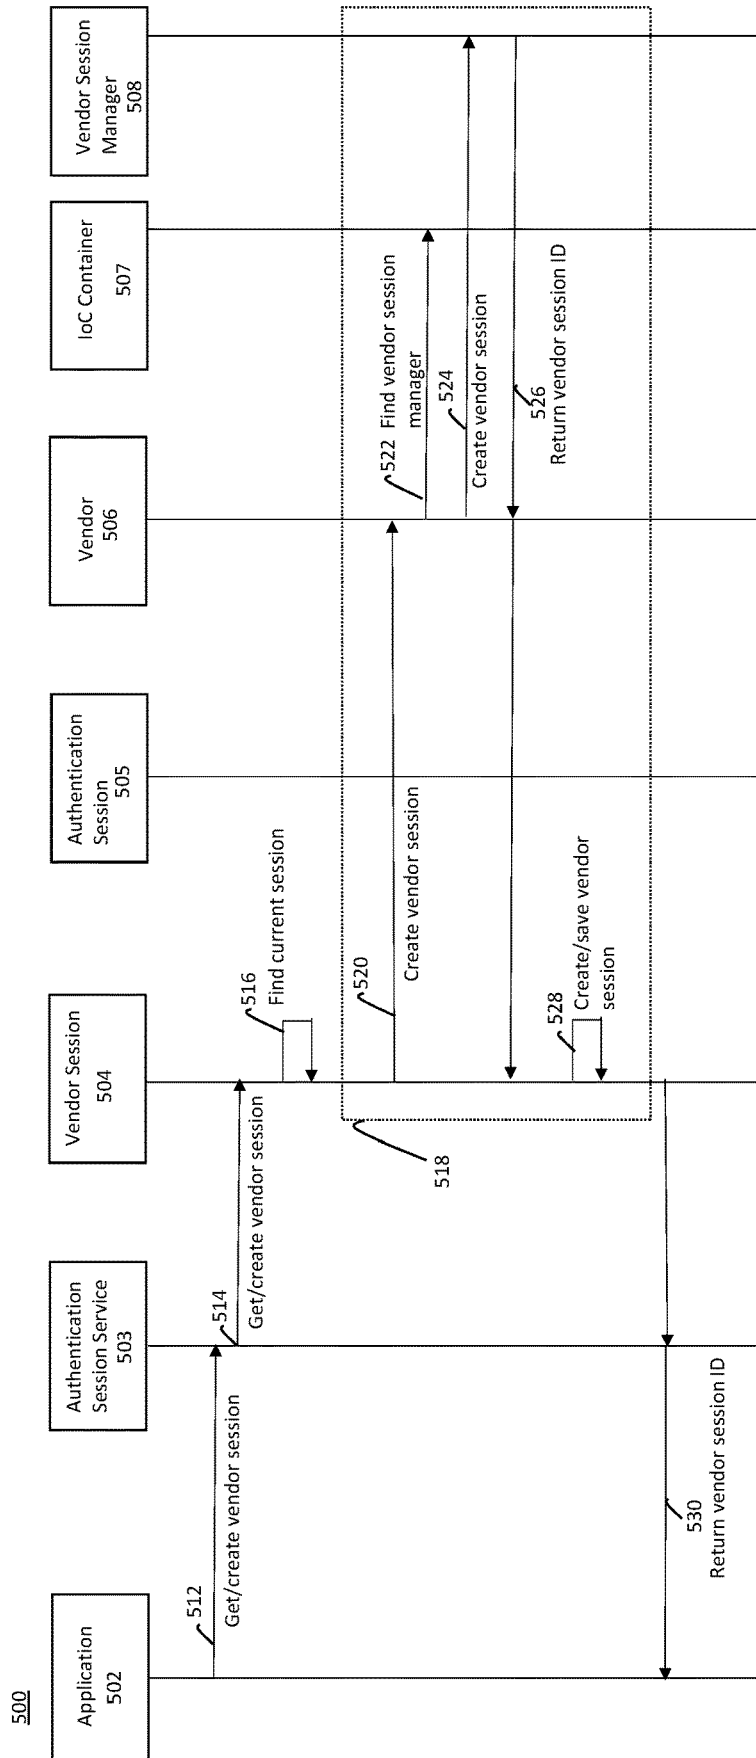 500
Application
502
Authentication
Session Service
503
Vendor Session
504
Authentication
Session
505
Vendor
506
IoC Container
507
Vendor Session
Manager
508
512
Get/create vendor session
514
Get/create vendor session
516
Find current session
518
520
Create vendor session
522 Find vendor session
manager
524
Create vendor session
526
Return vendor session ID
528
Create/save vendor
session
530
Return vendor session ID